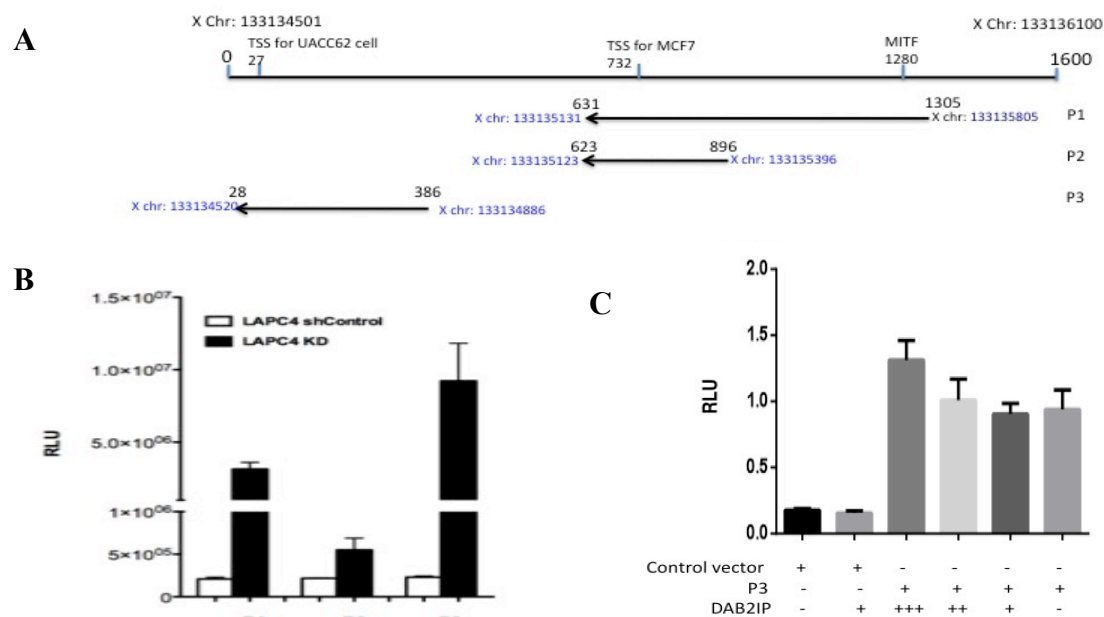 A
X Chr: 133134501
X Chr: 133136100
TSS for UACC62 cell
TSS for MCF7
MITF
0
27
732
1280
1600
631
1305
X chr: 133135131
X chr: 133135805
P1
623
896
X chr: 133135123
X chr: 133135396
P2
28
386
X chr: 133134520
X chr: 133134886
P3
B
1.5×10⁰⁷
1.0×10⁰⁷
5.0×10⁰⁶
1×10⁰⁶
5×10⁰⁵
0
RLU
LAPC4 shControl
LAPC4 KD
C
2.0
1.5
1.0
0.5
0.0
RLU
Control vector + + - - - -
P3 - - + + + +
DAB2IP - + +++ ++ + -